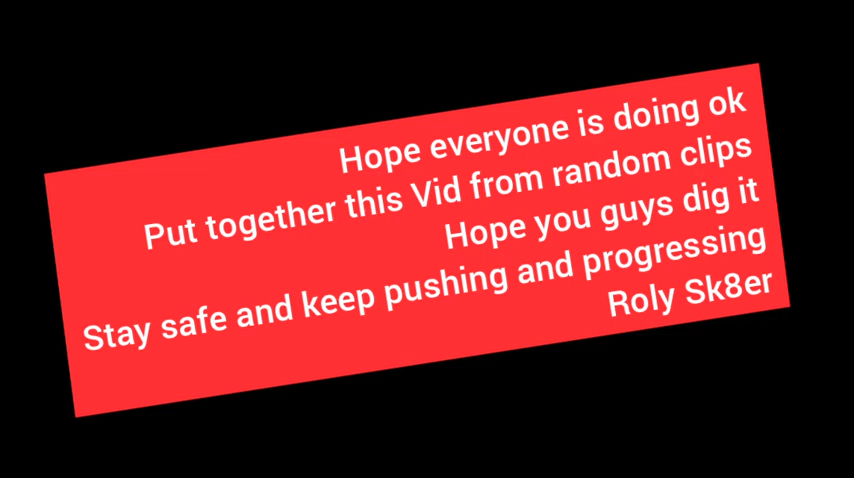 Hope everyone is doing ok
Put together this Vid from random clips
Hope you guys dig it
Stay safe and keep pushing and progressing
Roly Sk8er